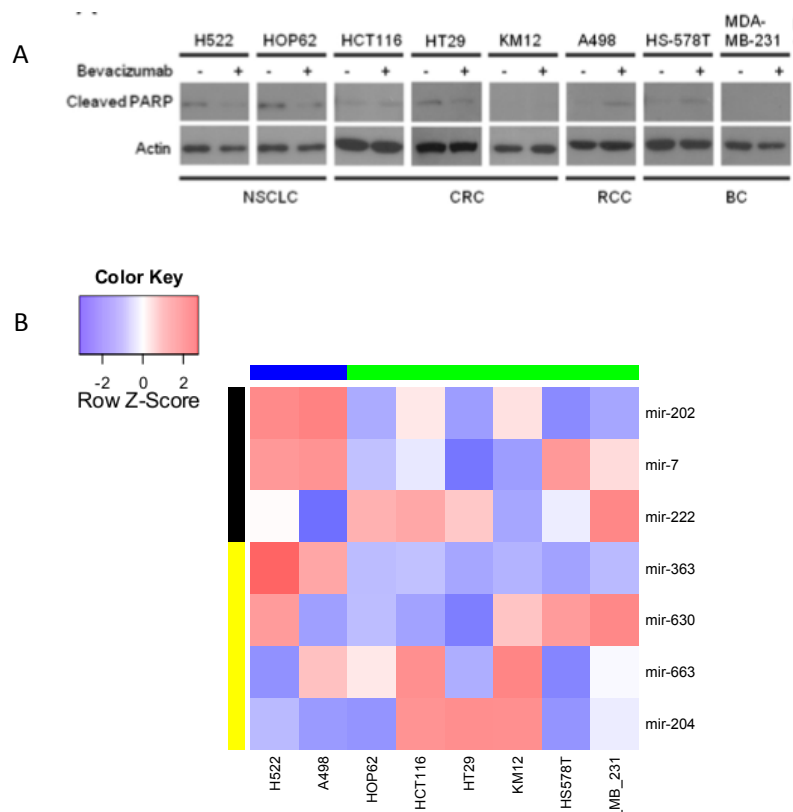 A
H522 HOP62 HCT116 HT29 KM12 A498 HS-578T MDA-
MB-231
Bevacizumab - + - + - + - + - + - + - + - +
Cleaved PARP
Actin
NSCLC CRC RCC BC
B
Color Key
-2 0 2
Row Z-Score
mir-202
mir-7
mir-222
mir-363
mir-630
mir-663
mir-204
H522 A498 HOP62 HCT116 HT29 KM12 HS578T _MB_231